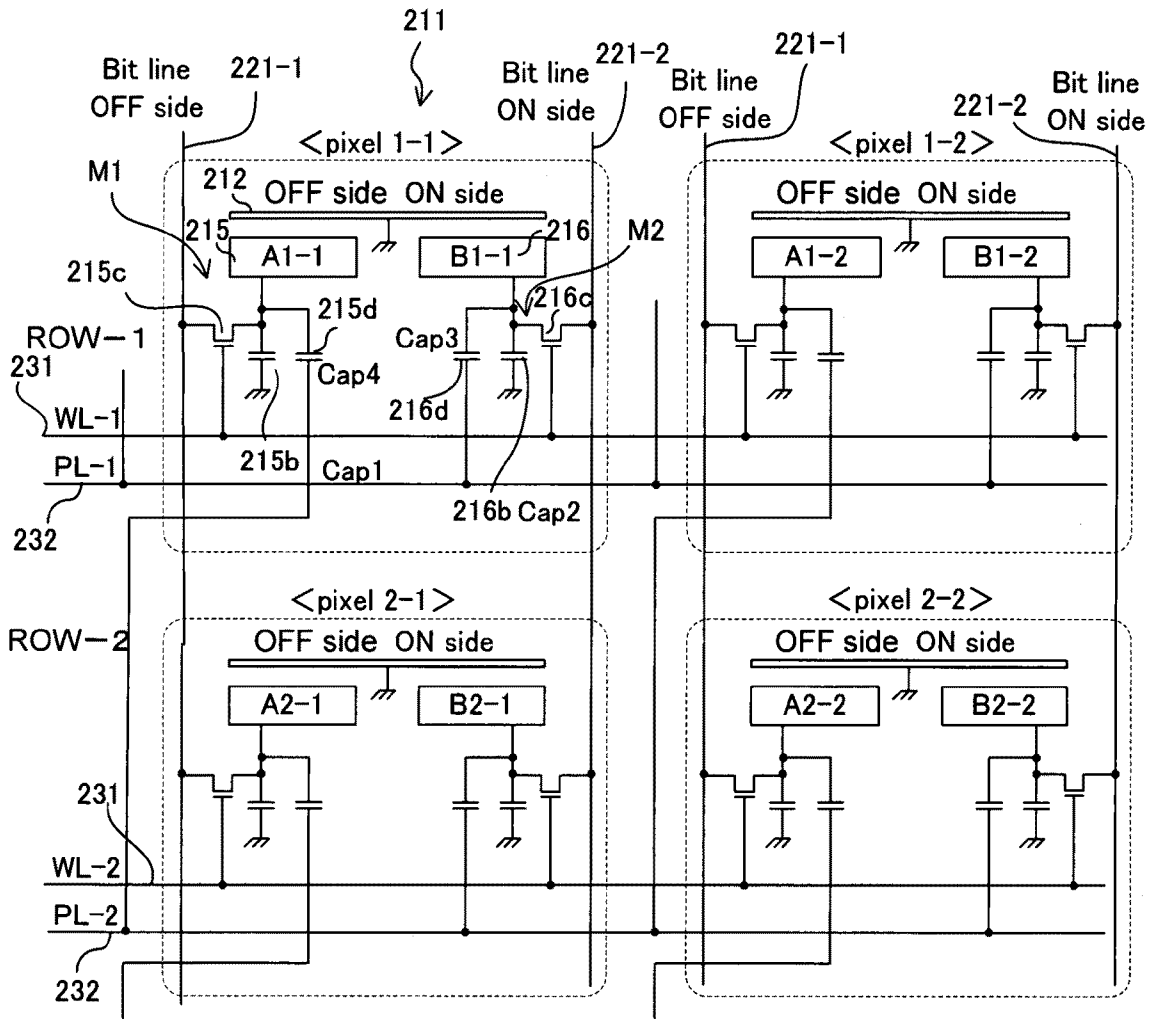 211
Bit line
OFF side
221-1
Bit line
ON side
221-2
Bit line
OFF side
221-1
Bit line
ON side
221-2
<pixel 1-1>
<pixel 1-2>
M1
212
OFF side ON side
OFF side ON side
215
A1-1
B1-1
216
M2
A1-2
B1-2
215c
215d
216c
ROW-1
Cap4
Cap3
231
216d
WL-1
215b
PL-1
Cap1
216b Cap2
232
<pixel 2-1>
<pixel 2-2>
ROW-2
OFF side ON side
OFF side ON side
A2-1
B2-1
A2-2
B2-2
231
WL-2
PL-2
232